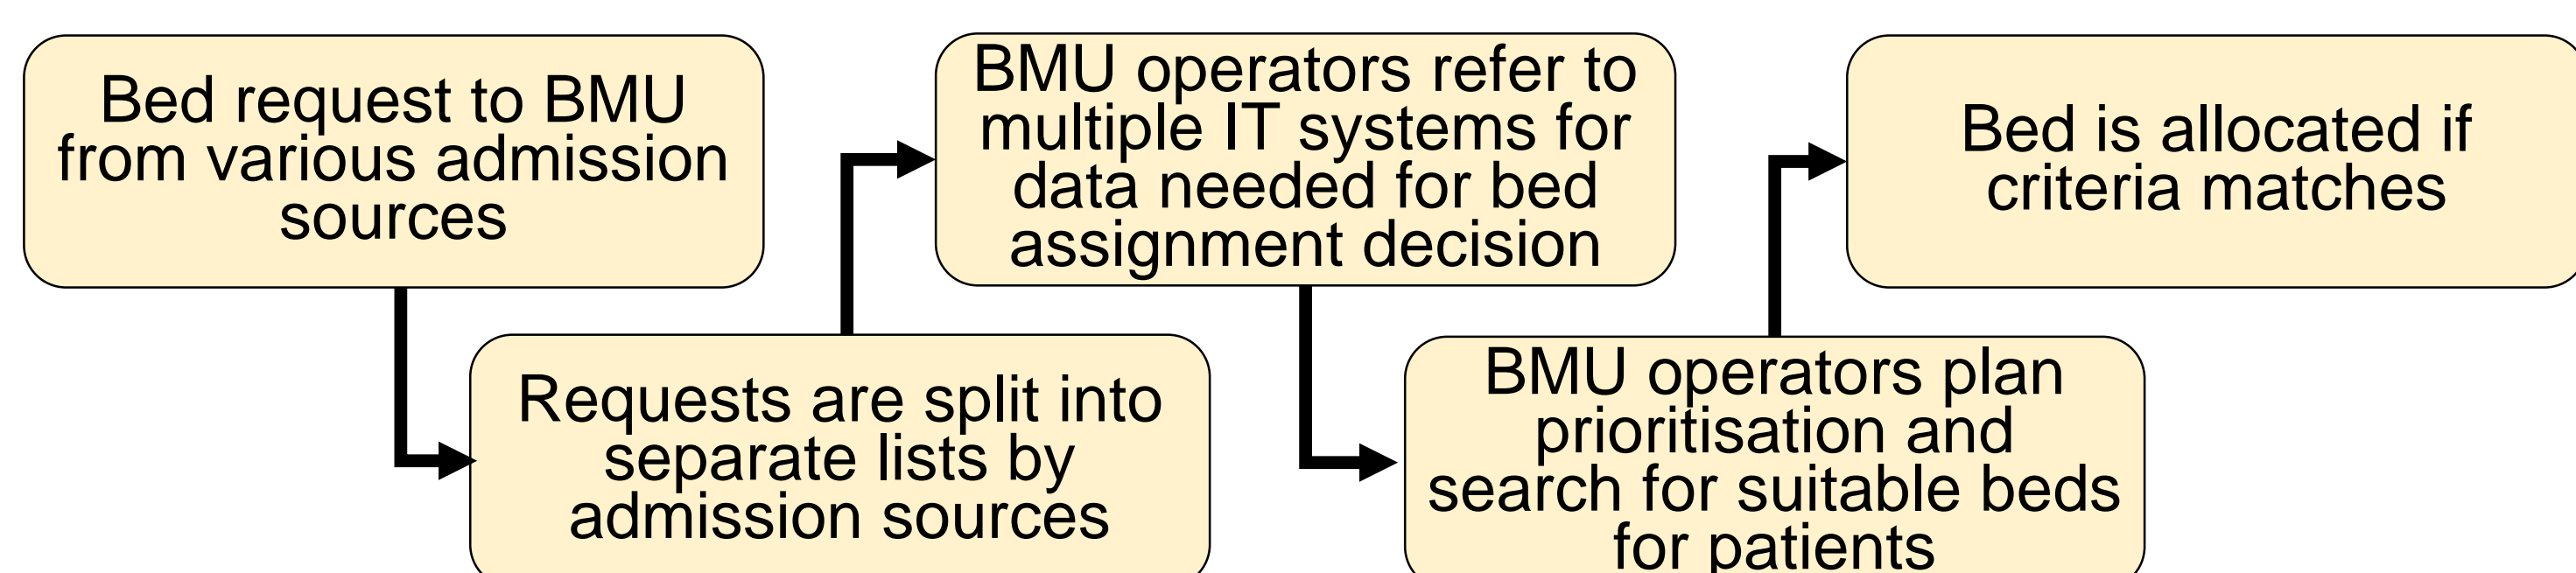 Bed request to BMU
from various admission
sources
Requests are split into
separate lists by
admission sources
BMU operators refer to
multiple IT systems for
data needed for bed
assignment decision
BMU operators plan
prioritisation and
search for suitable beds
for patients
Bed is allocated if
criteria matches